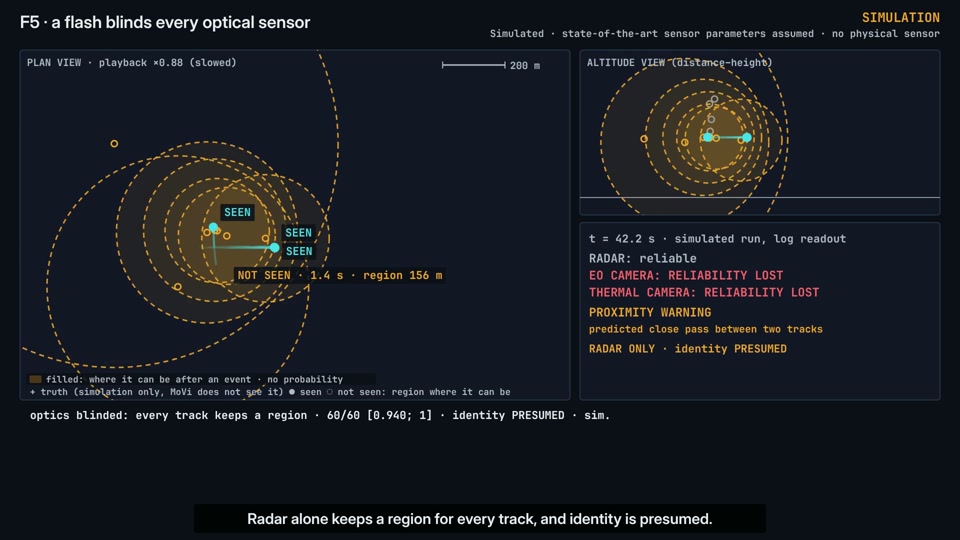 F5 · a flash blinds every optical sensor
SIMULATION
Simulated · state-of-the-art sensor parameters assumed · no physical sensor
PLAN VIEW · playback ×0.88 (slowed)
200 m
ALTITUDE VIEW (distance-height)
SEEN
SEEN
SEEN
NOT SEEN · 1.4 s · region 156 m
filled: where it can be after an event · no probability
+ truth (simulation only, MoVi does not see it) ● seen ○ not seen: region where it can be
t = 42.2 s · simulated run, log readout
RADAR: reliable
EO CAMERA: RELIABILITY LOST
THERMAL CAMERA: RELIABILITY LOST
PROXIMITY WARNING
predicted close pass between two tracks
RADAR ONLY · identity PRESUMED
optics blinded: every track keeps a region · 60/60 [0.940; 1] · identity PRESUMED · sim.
Radar alone keeps a region for every track, and identity is presumed.